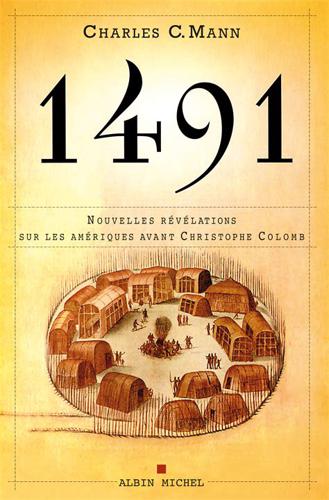 CHARLES C. MANN
1491
NOUVELLES RÉVÉLATIONS
SUR LES AMÉRIQUES AVANT CHRISTOPHE COLOMB
ALBIN MICHEL